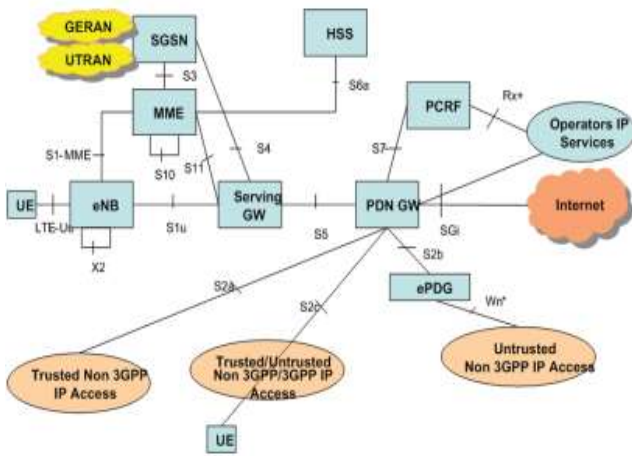 GERAN
SGSN
HSS
UTRAN
S3
S6a
PCRF
Rx+
MME
Operators IP
Services
S1-MME
S10
S11
S4
S7
UE
eNB
Serving
GW
PDN GW
Internet
LTE-Uu
S1u
S5
SGi
X2
S2b
S2a
S2c
ePDG
Wn*
Trusted Non 3GPP
IP Access
Trusted/Untrusted
Non 3GPP/3GPP IP
Access
Untrusted
Non 3GPP IP Access
UE